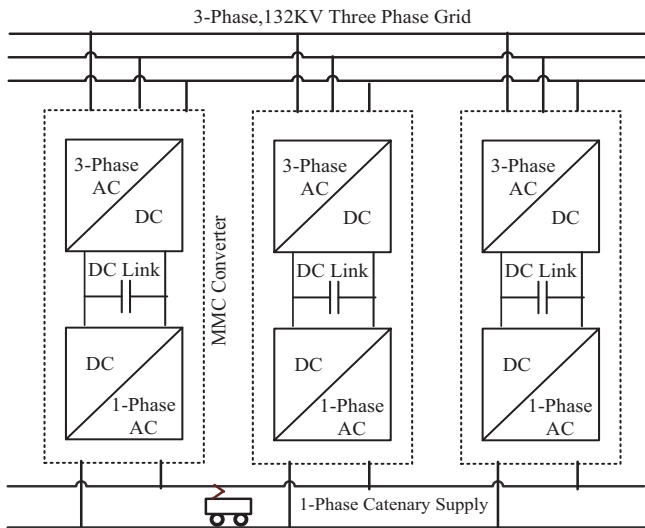 3-Phase,132KV Three Phase Grid
3-Phase
AC
DC
DC Link
DC
1-Phase
AC
MMC Converter
3-Phase
AC
DC
DC Link
DC
1-Phase
AC
3-Phase
AC
DC
DC Link
DC
1-Phase
AC
1-Phase Catenary Supply